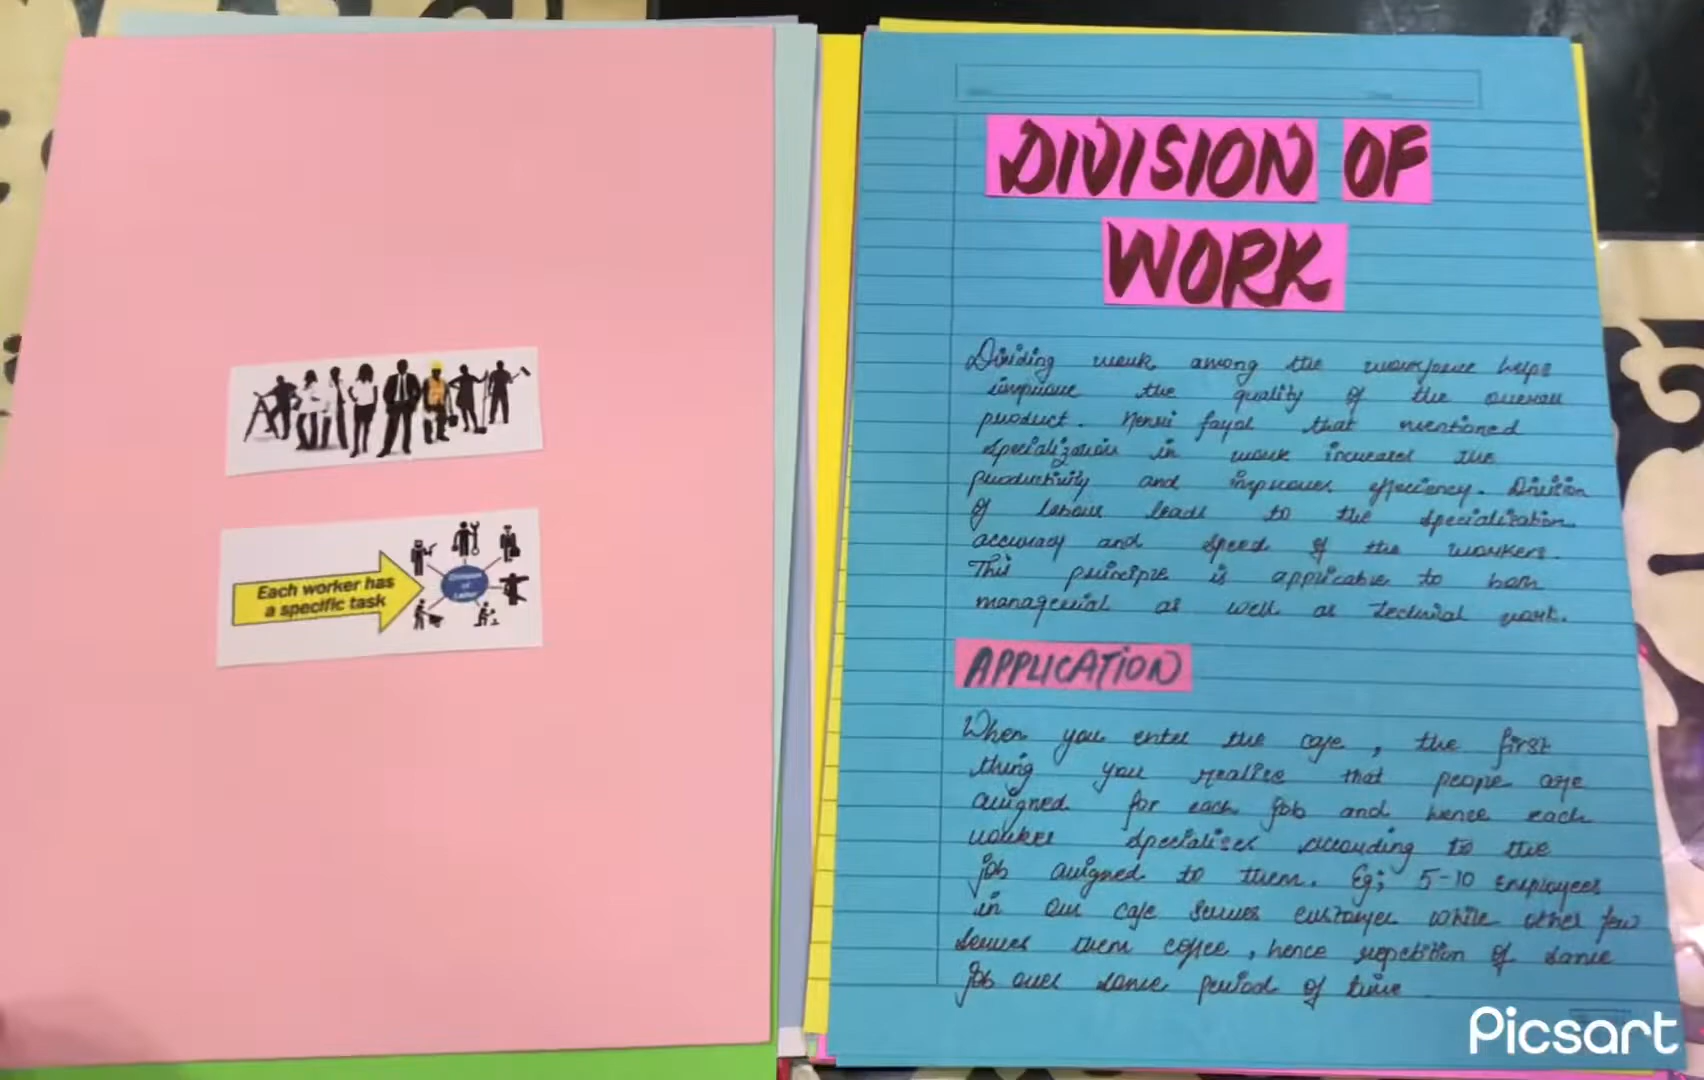 Each worker has
a specific task
Division
of
Labour
DIVISION OF
WORK
Dividing work among the workforce helps
improve the quality of the overall
product. Henri fayol that mentioned
specialization in work increases the
productivity and improves effeciency. Division
of labour leads to the specialization
accuracy and speed of the workers.
This principle is applicable to both
managerial as well as technical work.
APPLICATION
When you enter the cafe, the first
thing you realise that people are
assigned for each job and hence each
worker specialises according to the
job assigned to them. Eg; 5-10 Employees
in our cafe serves customer while other few
serves them coffee, hence repetition of same
job over same period of time
Picsart